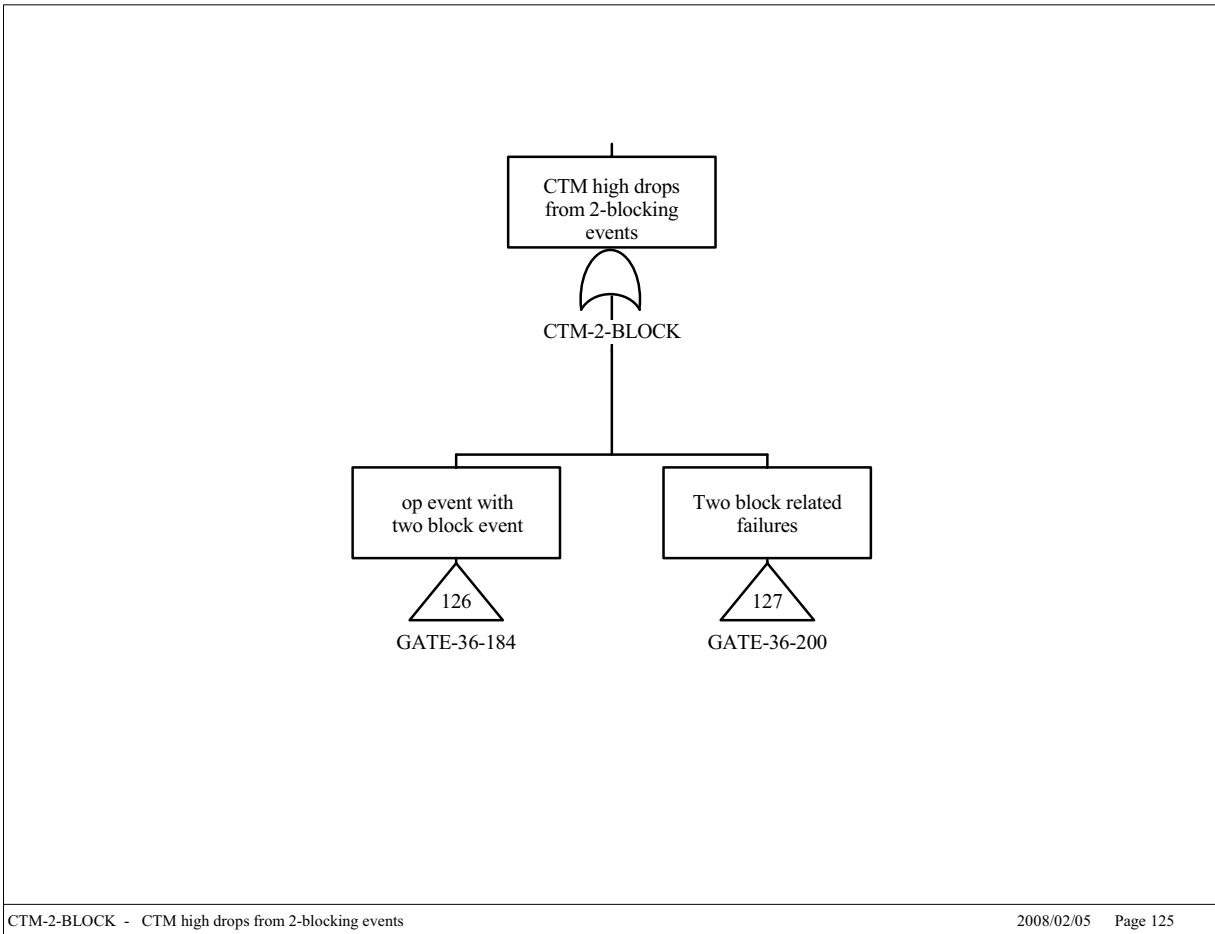 CTM high drops
from 2-blocking
events
CTM-2-BLOCK
op event with
two block event
126
GATE-36-184
Two block related
failures
127
GATE-36-200
CTM-2-BLOCK - CTM high drops from 2-blocking events
2008/02/05 Page 125